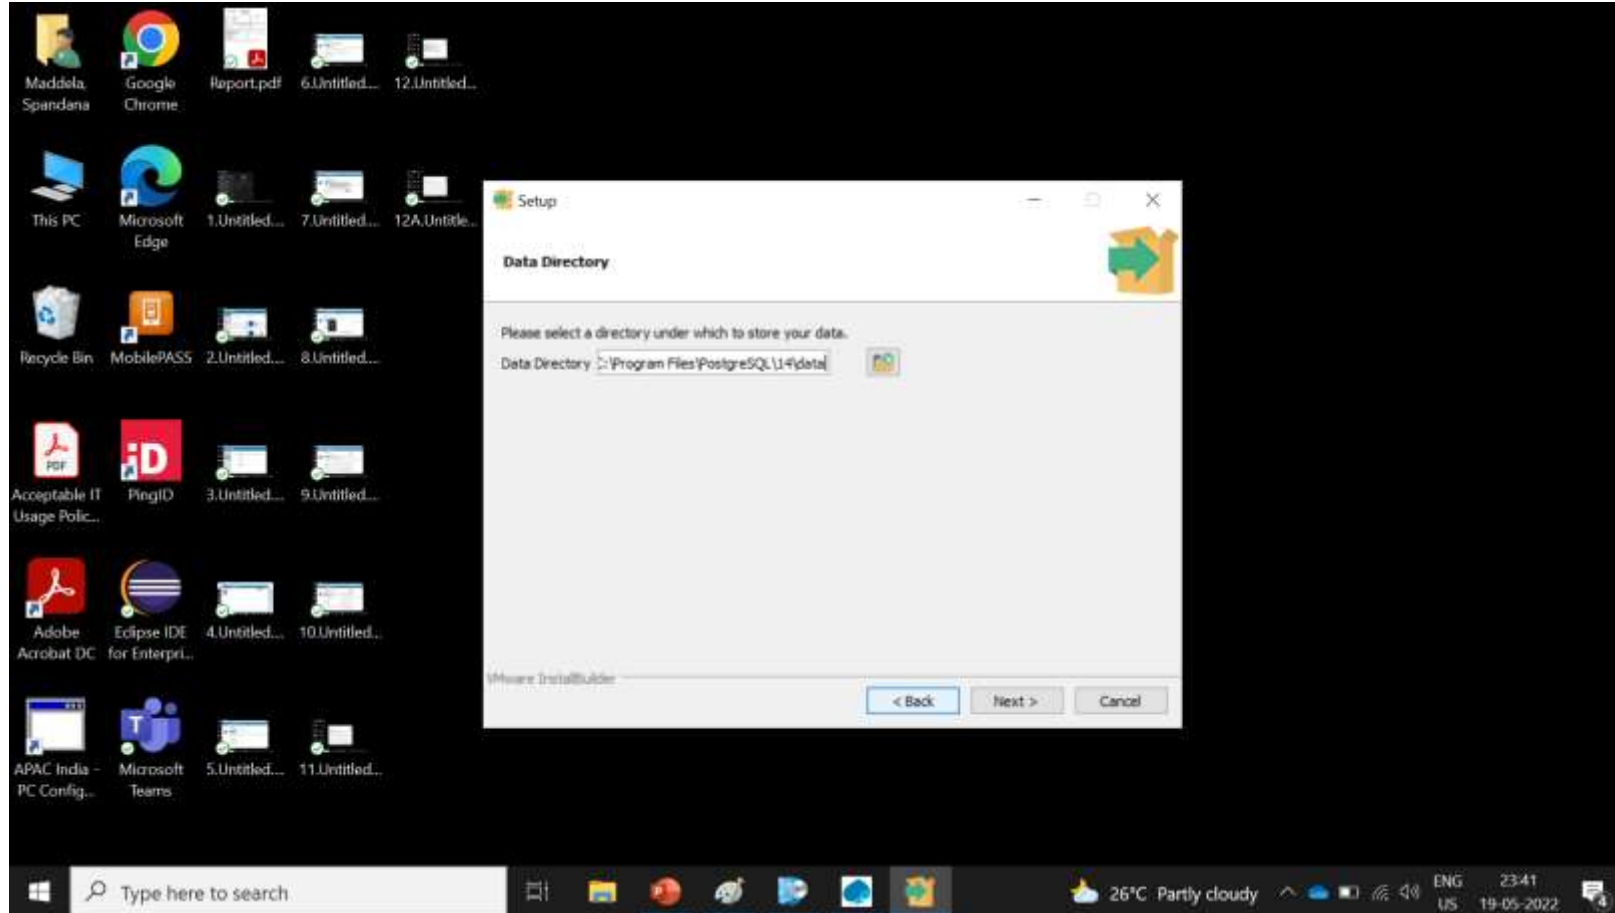 Maddela,
Spandana
Google
Chrome
Report.pdf
6.Untitled....
12.Untitled...
This PC
Microsoft
Edge
1.Untitled....
7.Untitled....
12A.Untitle...
Recycle Bin
MobilePASS
2.Untitled....
8.Untitled....
PDF
Acceptable IT
Usage Polic...
iD
PingID
3.Untitled....
9.Untitled....
Adobe
Acrobat DC
Eclipse IDE
for Enterpri...
4.Untitled....
10.Untitled...
APAC India -
PC Config...
T
Microsoft
Teams
5.Untitled....
11.Untitled...
Setup
Data Directory
Please select a directory under which to store your data.
Data Directory C:\Program Files\PostgreSQL\14\data
VMware InstallBuilder
< Back
Next >
Cancel
Type here to search
26°C Partly cloudy
ENG
US
23:41
19-05-2022
4